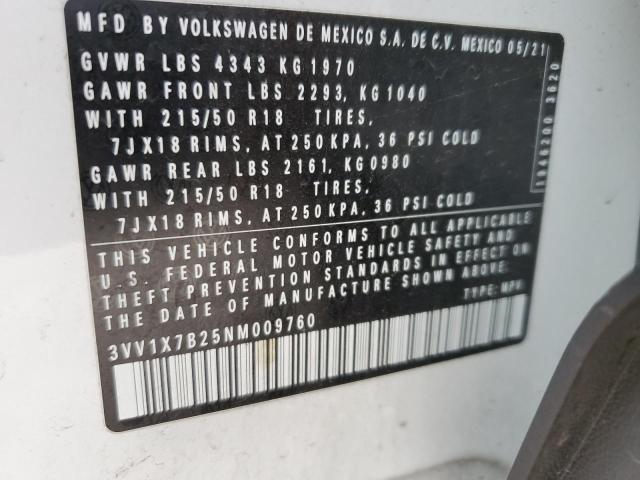 MFD BY VOLKSWAGEN DE MEXICO S.A. DE C.V. MEXICO 05/21
GVWR LBS 4343 KG 1970
GAWR FRONT LBS 2293, KG 1040
WITH 215/50 R18 TIRES,
7JX18 RIMS, AT 250 KPA, 36 PSI COLD
GAWR REAR LBS 2161, KG 0980
WITH 215/50 R18 TIRES,
7JX18 RIMS, AT 250 KPA, 36 PSI COLD
THIS VEHICLE CONFORMS TO ALL APPLICABLE
U.S. FEDERAL MOTOR VEHICLE SAFETY AND
THEFT PREVENTION STANDARDS IN EFFECT ON
THE DATE OF MANUFACTURE SHOWN ABOVE.
3VV1X7B25NM009760 TYPE: MPV
3620